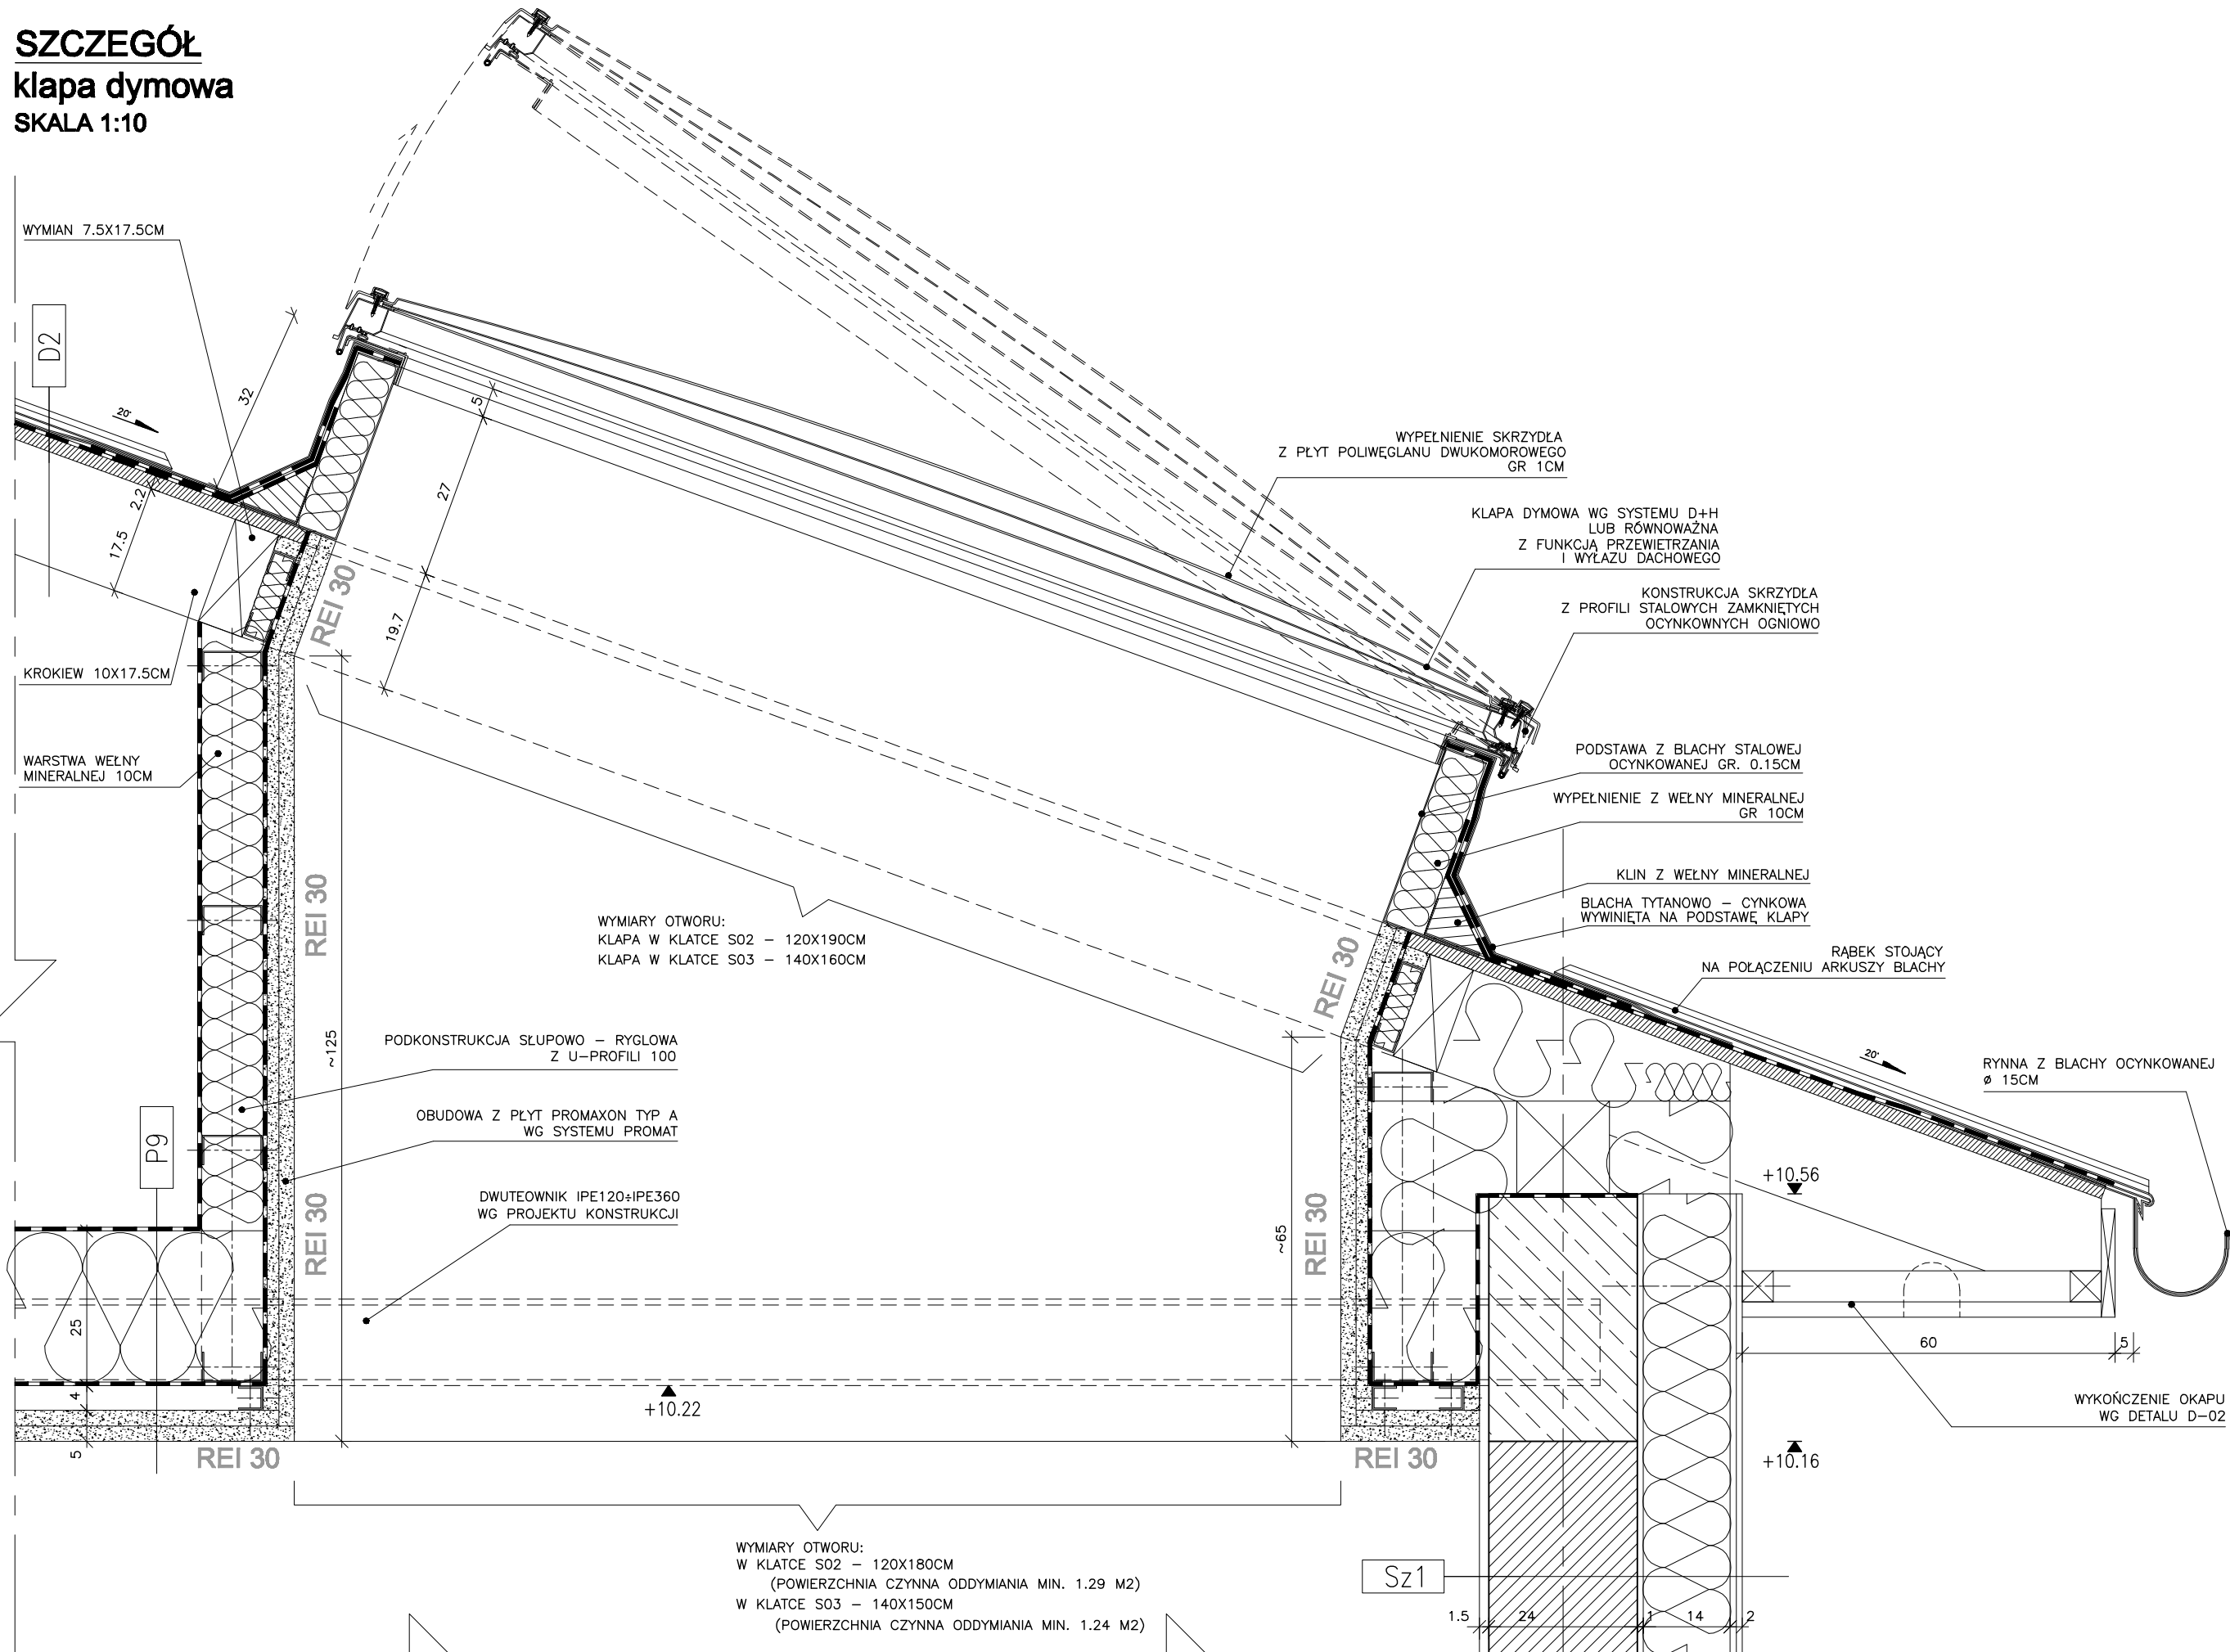 SZCZEGÓŁ
klapa dymowa
SKALA 1:10
WYMIAN 7.5X17.5CM
D2
20°
32
5
27
2.2
17.5
19.7
REI 30
KROKIEW 10X17.5CM
WARSTWA WEŁNY
MINERALNEJ 10CM
WYPEŁNIENIE SKRZYDŁA
Z PŁYT POLIWĘGLANU DWUKOMOROWEGO
GR 1CM
KLAPA DYMOWA WG SYSTEMU D+H
LUB RÓWNOWAŻNA
Z FUNKCJĄ PRZEWIETRZANIA
I WYŁAZU DACHOWEGO
KONSTRUKCJA SKRZYDŁA
Z PROFILI STALOWYCH ZAMKNIĘTYCH
OCYNKOWNYCH OGNIOWO
PODSTAWA Z BLACHY STALOWEJ
OCYNKOWANEJ GR. 0.15CM
WYPEŁNIENIE Z WEŁNY MINERALNEJ
GR 10CM
KLIN Z WEŁNY MINERALNEJ
BLACHA TYTANOWO – CYNKOWA
WYWINIĘTA NA PODSTAWĘ KLAPY
RĄBEK STOJĄCY
NA POŁĄCZENIU ARKUSZY BLACHY
20°
RYNNA Z BLACHY OCYNKOWANEJ
ø 15CM
REI 30
REI 30
WYMIARY OTWORU:
KLAPA W KLATCE S02 – 120X190CM
KLAPA W KLATCE S03 – 140X160CM
~125
PODKONSTRUKCJA SŁUPOWO – RYGLOWA
Z U–PROFILI 100
OBUDOWA Z PŁYT PROMAXON TYP A
WG SYSTEMU PROMAT
DWUTEOWNIK IPE120÷IPE360
WG PROJEKTU KONSTRUKCJI
P9
REI 30
REI 30
~65
+10.56
25
4
5
60
5
+10.22
WYKOŃCZENIE OKAPU
WG DETALU D–02
+10.16
REI 30
REI 30
WYMIARY OTWORU:
W KLATCE S02 – 120X180CM
(POWIERZCHNIA CZYNNA ODDYMIANIA MIN. 1.29 M2)
W KLATCE S03 – 140X150CM
(POWIERZCHNIA CZYNNA ODDYMIANIA MIN. 1.24 M2)
Sz1
1.5
24
1
14
2